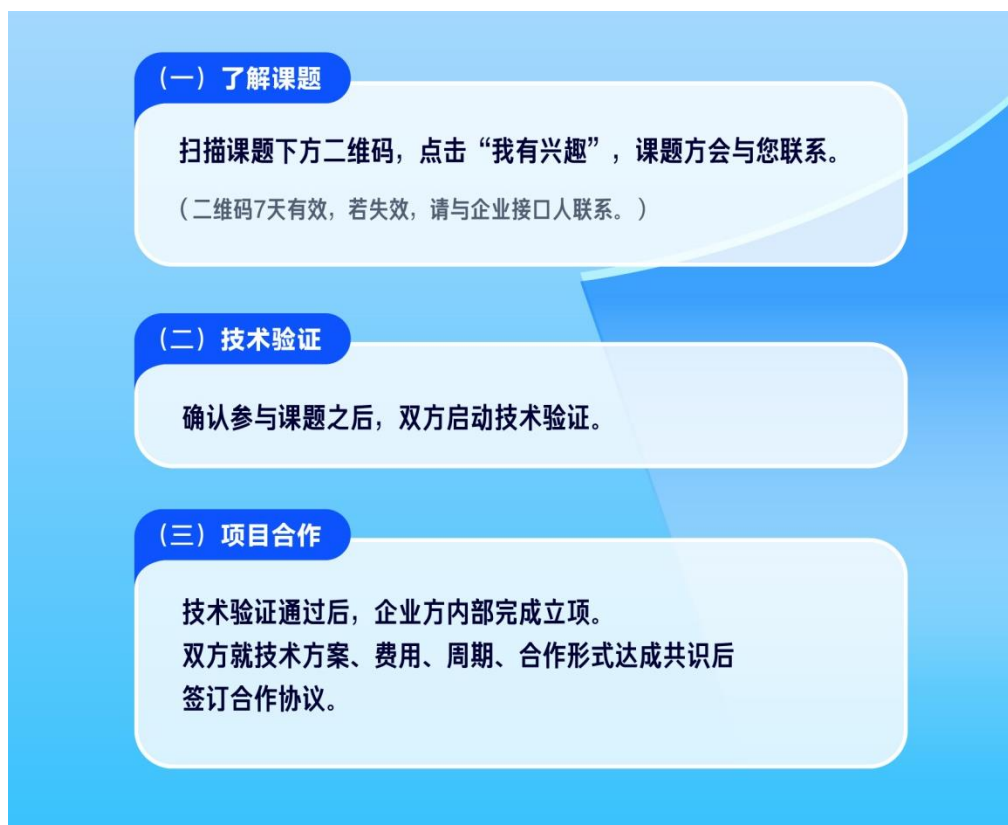 （一）了解课题
扫描课题下方二维码，点击“我有兴趣”，课题方会与您联系。
（二维码7天有效，若失效，请与企业接口人联系。）
（二）技术验证
确认参与课题之后，双方启动技术验证。
（三）项目合作
技术验证通过后，企业方内部完成立项。
双方就技术方案、费用、周期、合作形式达成共识后
签订合作协议。